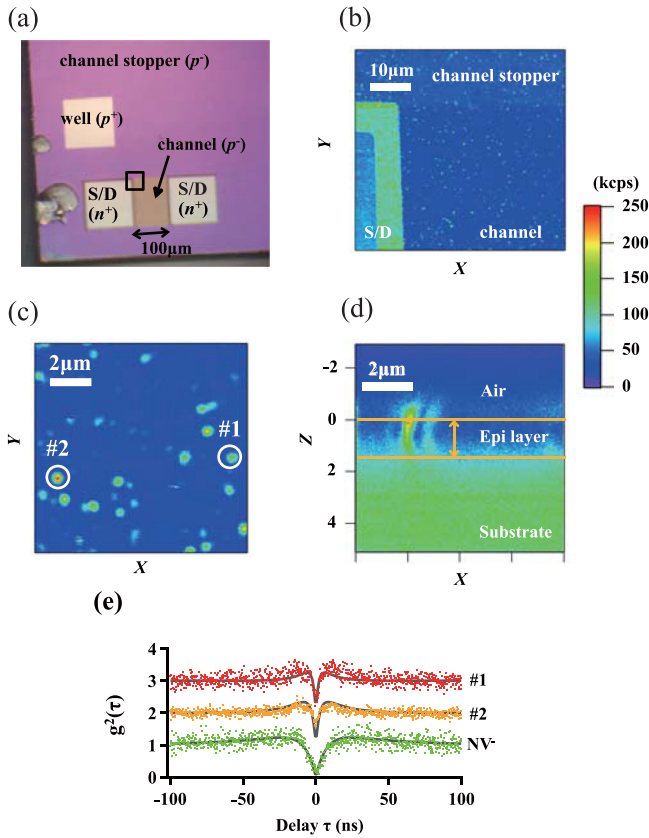 (a)
channel stopper (p-)
well (p+)
channel (p-)
S/D
(n+)
S/D
(n+)
100μm
(b)
10μm
channel stopper
S/D
channel
Y
X
(kcps)
250
200
150
100
50
0
(c)
2μm
#1
#2
Y
X
(d)
2μm
Air
Epi layer
Substrate
-2
0
2
4
Z
X
(e)
4
3
2
1
0
g²(τ)
#1
#2
NV-
-100
-50
0
50
100
Delay τ (ns)